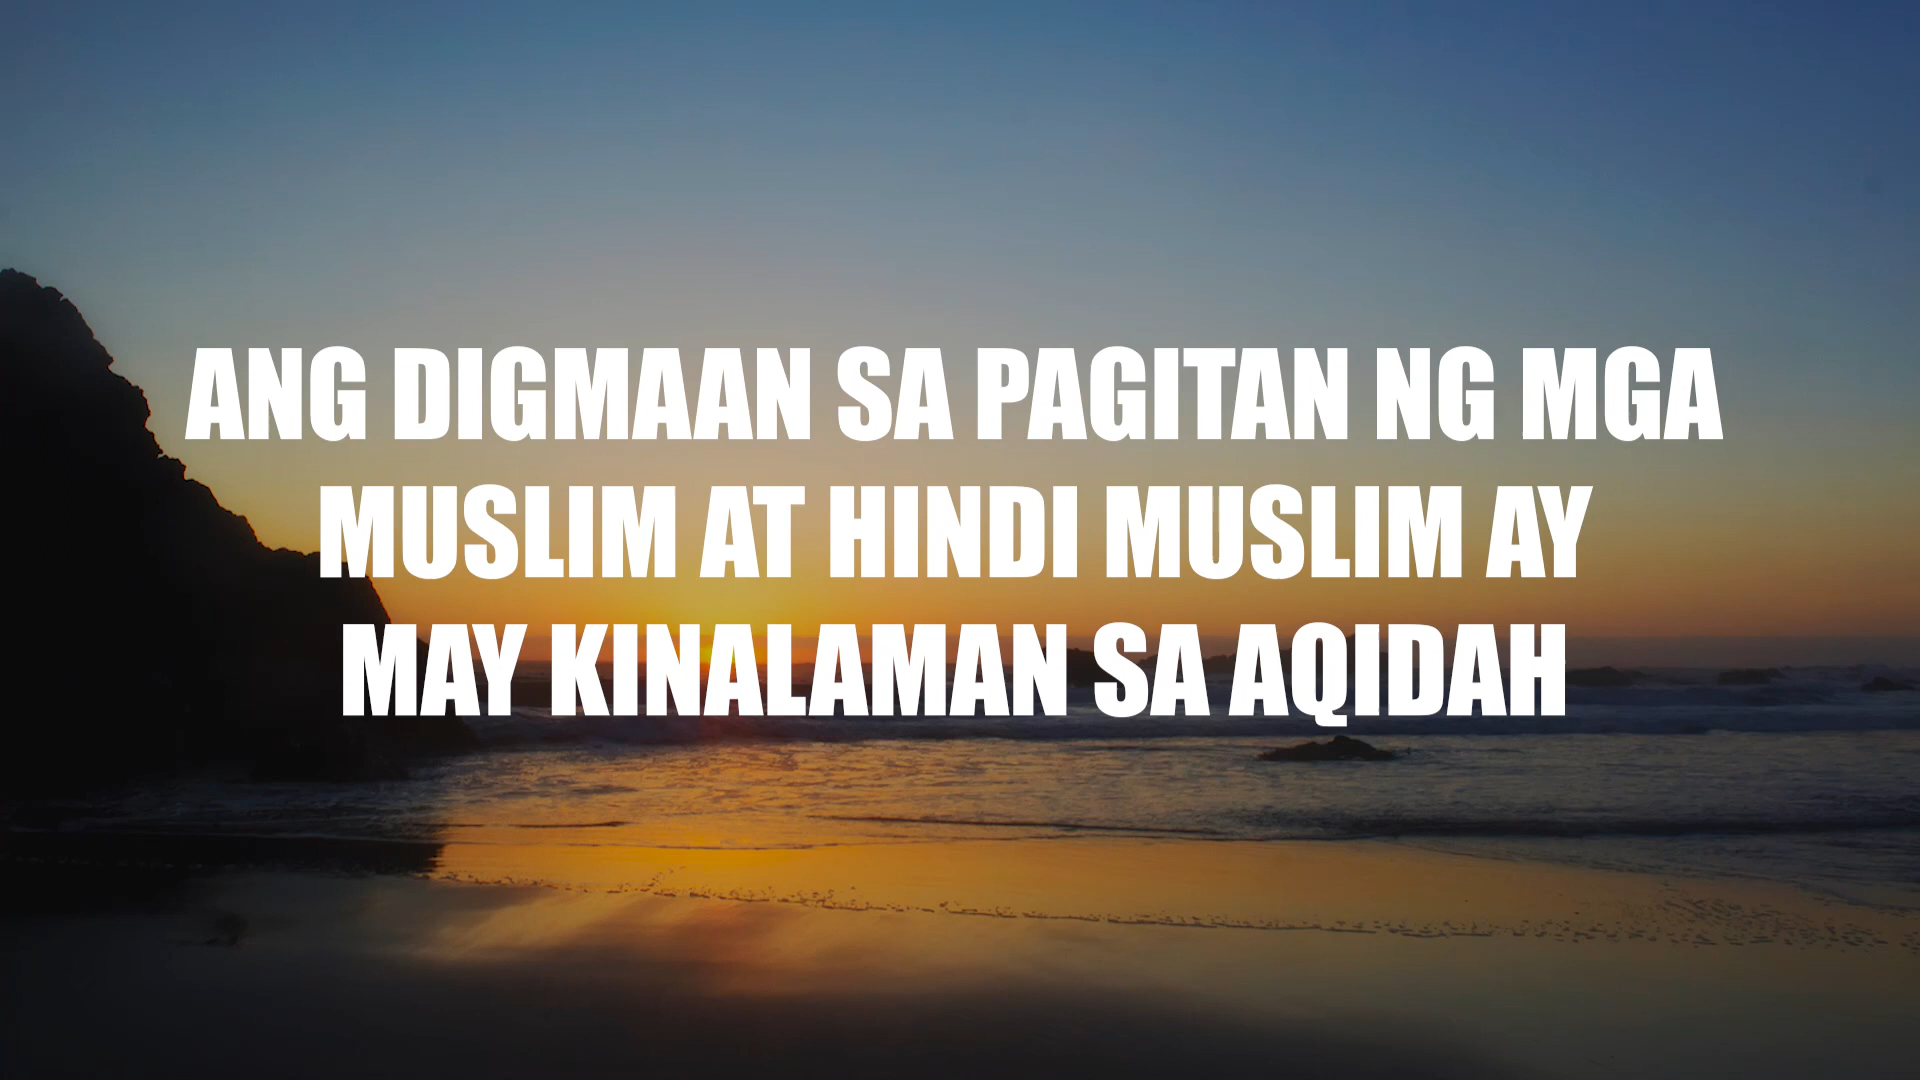 ANG DIGMAAN SA PAGITAN NG MGA
MUSLIM AT HINDI MUSLIM AY
MAY KINALAMAN SA AQIDAH